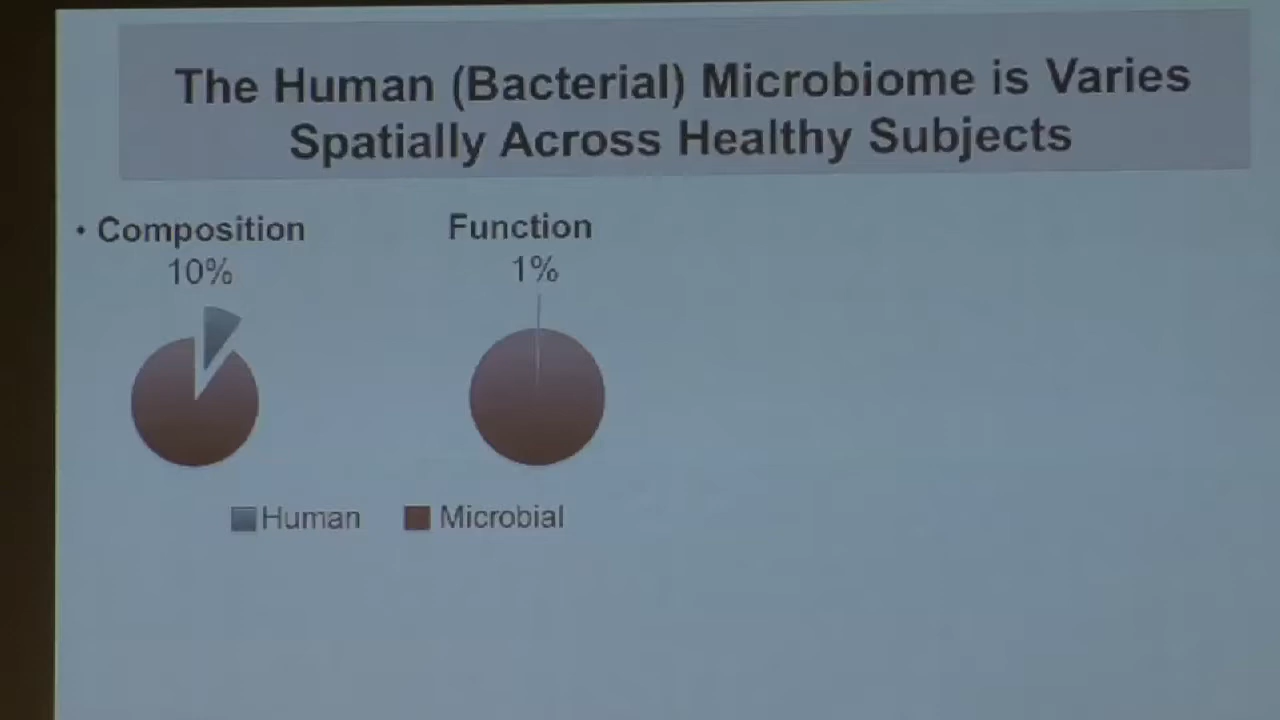 The Human (Bacterial) Microbiome is Varies
Spatially Across Healthy Subjects
• Composition
Function
10%
1%
Human
Microbial